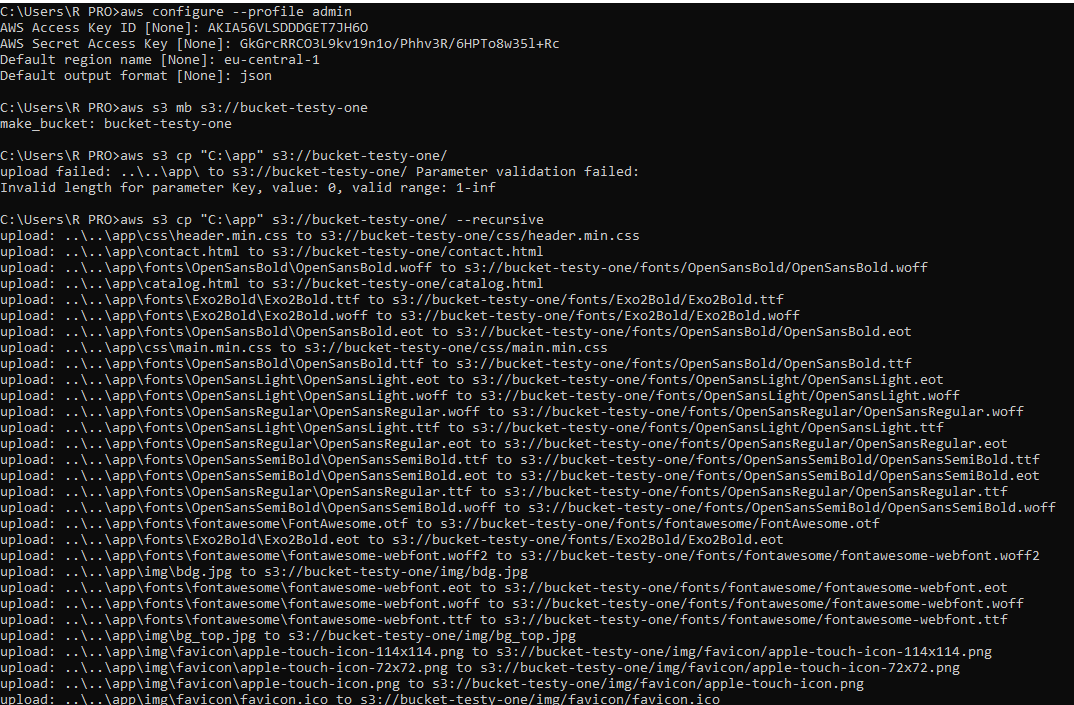 C:\Users\R PRO>aws configure --profile admin
AWS Access Key ID [None]: AKIA56VLSDDDGET7JH6O
AWS Secret Access Key [None]: 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
Default region name [None]: eu-central-1
Default output format [None]: json
C:\Users\R PRO>aws s3 mb s3://bucket-testy-one
make_bucket: bucket-testy-one
C:\Users\R PRO>aws s3 cp "C:\app" s3://bucket-testy-one/
upload failed: ..\..\app\ to s3://bucket-testy-one/ Parameter validation failed:
Invalid length for parameter Key, value: 0, valid range: 1-inf
C:\Users\R PRO>aws s3 cp "C:\app" s3://bucket-testy-one/ --recursive
upload: ..\..\app\css\header.min.css to s3://bucket-testy-one/css/header.min.css
upload: ..\..\app\contact.html to s3://bucket-testy-one/contact.html
upload: ..\..\app\fonts\OpenSansBold\OpenSansBold.woff to s3://bucket-testy-one/fonts/OpenSansBold/OpenSansBold.woff
upload: ..\..\app\catalog.html to s3://bucket-testy-one/catalog.html
upload: ..\..\app\fonts\Exo2Bold\Exo2Bold.ttf to s3://bucket-testy-one/fonts/Exo2Bold/Exo2Bold.ttf
upload: ..\..\app\fonts\Exo2Bold\Exo2Bold.woff to s3://bucket-testy-one/fonts/Exo2Bold/Exo2Bold.woff
upload: ..\..\app\fonts\OpenSansBold\OpenSansBold.eot to s3://bucket-testy-one/fonts/OpenSansBold/OpenSansBold.eot
upload: ..\..\app\css\main.min.css to s3://bucket-testy-one/css/main.min.css
upload: ..\..\app\fonts\OpenSansBold\OpenSansBold.ttf to s3://bucket-testy-one/fonts/OpenSansBold/OpenSansBold.ttf
upload: ..\..\app\fonts\OpenSansLight\OpenSansLight.eot to s3://bucket-testy-one/fonts/OpenSansLight/OpenSansLight.eot
upload: ..\..\app\fonts\OpenSansLight\OpenSansLight.woff to s3://bucket-testy-one/fonts/OpenSansLight/OpenSansLight.woff
upload: ..\..\app\fonts\OpenSansRegular\OpenSansRegular.woff to s3://bucket-testy-one/fonts/OpenSansRegular/OpenSansRegular.woff
upload: ..\..\app\fonts\OpenSansLight\OpenSansLight.ttf to s3://bucket-testy-one/fonts/OpenSansLight/OpenSansLight.ttf
upload: ..\..\app\fonts\OpenSansRegular\OpenSansRegular.eot to s3://bucket-testy-one/fonts/OpenSansRegular/OpenSansRegular.eot
upload: ..\..\app\fonts\OpenSansSemiBold\OpenSansSemiBold.ttf to s3://bucket-testy-one/fonts/OpenSansSemiBold/OpenSansSemiBold.ttf
upload: ..\..\app\fonts\OpenSansSemiBold\OpenSansSemiBold.eot to s3://bucket-testy-one/fonts/OpenSansSemiBold/OpenSansSemiBold.eot
upload: ..\..\app\fonts\OpenSansRegular\OpenSansRegular.ttf to s3://bucket-testy-one/fonts/OpenSansRegular/OpenSansRegular.ttf
upload: ..\..\app\fonts\OpenSansSemiBold\OpenSansSemiBold.woff to s3://bucket-testy-one/fonts/OpenSansSemiBold/OpenSansSemiBold.woff
upload: ..\..\app\fonts\fontawesome\FontAwesome.otf to s3://bucket-testy-one/fonts/fontawesome/FontAwesome.otf
upload: ..\..\app\fonts\Exo2Bold\Exo2Bold.eot to s3://bucket-testy-one/fonts/Exo2Bold/Exo2Bold.eot
upload: ..\..\app\fonts\fontawesome\fontawesome-webfont.woff2 to s3://bucket-testy-one/fonts/fontawesome/fontawesome-webfont.woff2
upload: ..\..\app\img\bdg.jpg to s3://bucket-testy-one/img/bdg.jpg
upload: ..\..\app\fonts\fontawesome\fontawesome-webfont.eot to s3://bucket-testy-one/fonts/fontawesome/fontawesome-webfont.eot
upload: ..\..\app\fonts\fontawesome\fontawesome-webfont.woff to s3://bucket-testy-one/fonts/fontawesome/fontawesome-webfont.woff
upload: ..\..\app\fonts\fontawesome\fontawesome-webfont.ttf to s3://bucket-testy-one/fonts/fontawesome/fontawesome-webfont.ttf
upload: ..\..\app\img\bg_top.jpg to s3://bucket-testy-one/img/bg_top.jpg
upload: ..\..\app\img\favicon\apple-touch-icon-114x114.png to s3://bucket-testy-one/img/favicon/apple-touch-icon-114x114.png
upload: ..\..\app\img\favicon\apple-touch-icon-72x72.png to s3://bucket-testy-one/img/favicon/apple-touch-icon-72x72.png
upload: ..\..\app\img\favicon\apple-touch-icon.png to s3://bucket-testy-one/img/favicon/apple-touch-icon.png
upload: ..\..\app\img\favicon\favicon.ico to s3://bucket-testy-one/img/favicon/favicon.ico